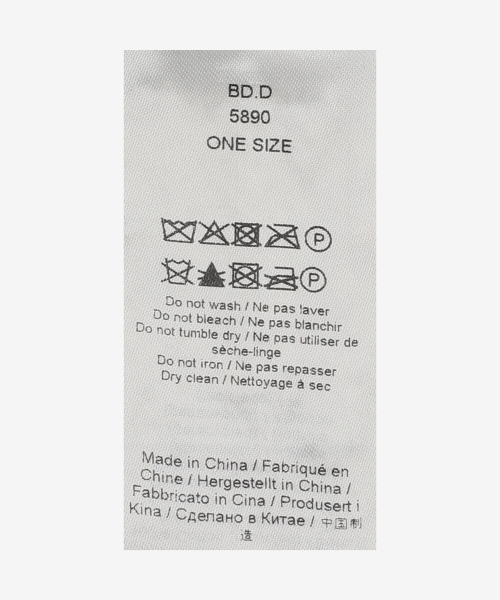 BD.D
5890
ONE SIZE
P
P
Do not wash / Ne pas laver
Do not bleach / Ne pas blanchir
Do not tumble dry / Ne pas utiliser de
sèche-linge
Do not iron / Ne pas repasser
Dry clean / Nettoyage à sec
Made in China / Fabriqué en
Chine / Hergestellt in China /
Fabbricato in Cina / Produsert i
Kina / Сделано в Китае / 中国制
造